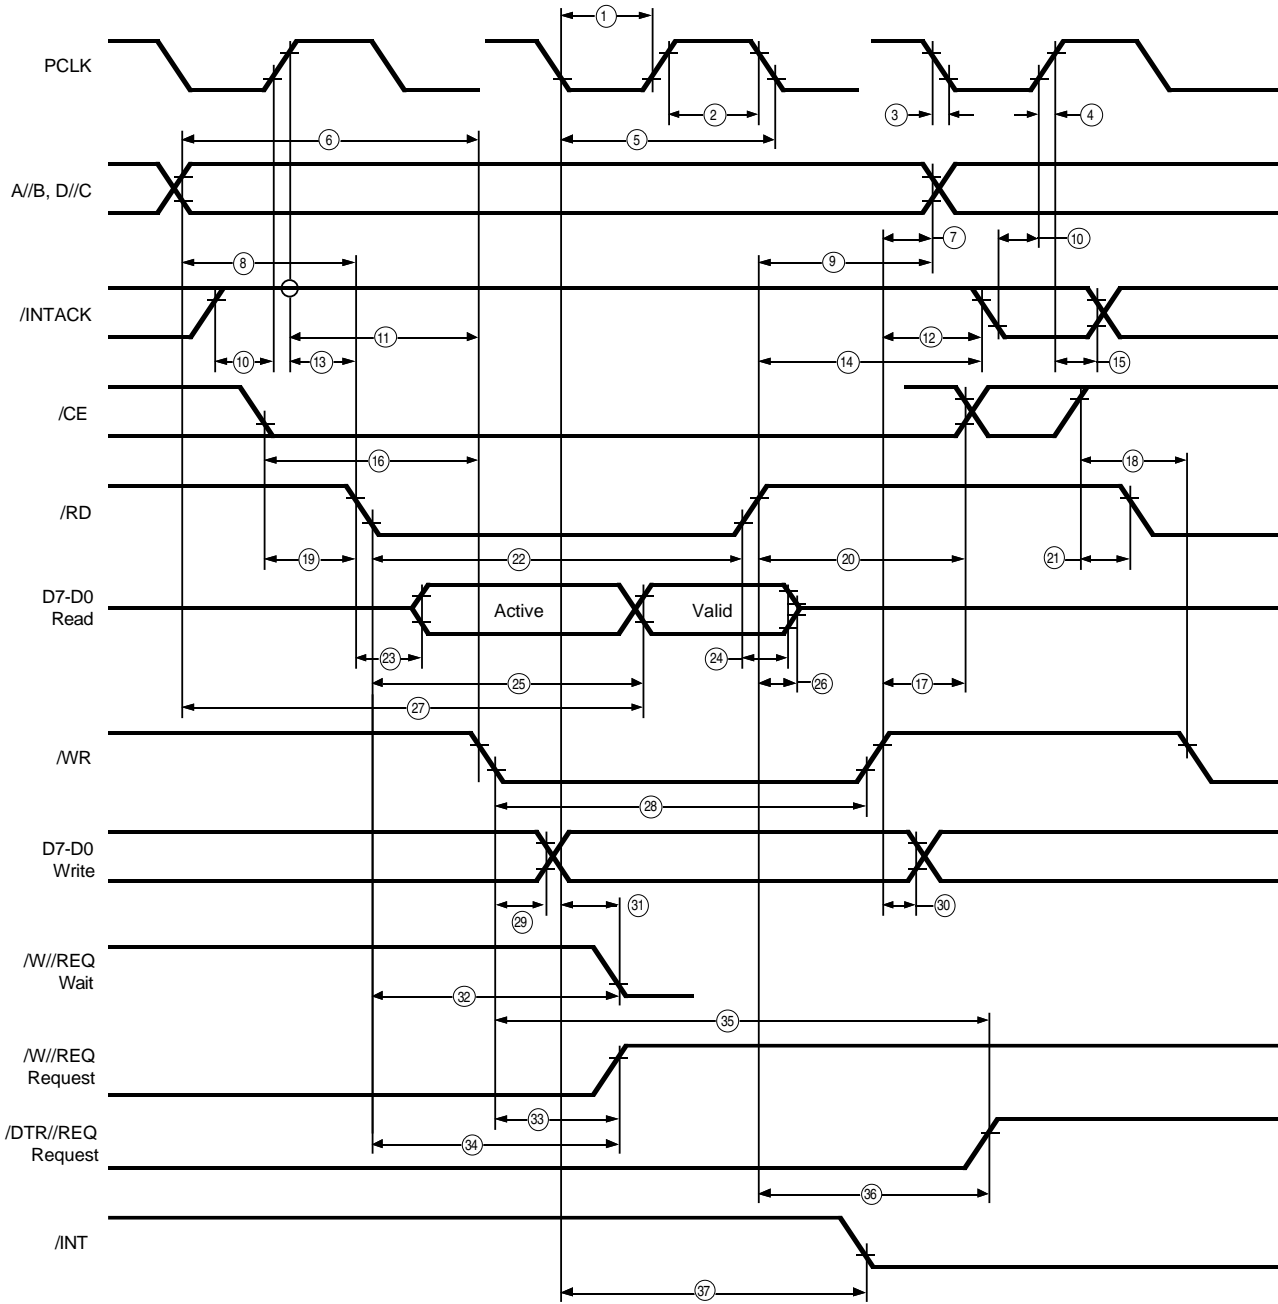 1
PCLK
2
3
4
6
5
A//B, D//C
7
10
8
9
/INTACK
11
12
10
13
14
15
/CE
16
18
/RD
19
22
20
21
D7-D0
Read
Active
Valid
23
24
25
26
17
27
/WR
28
D7-D0
Write
29
31
30
/W//REQ
Wait
32
35
/W//REQ
Request
33
/DTR//REQ
Request
34
36
/INT
37